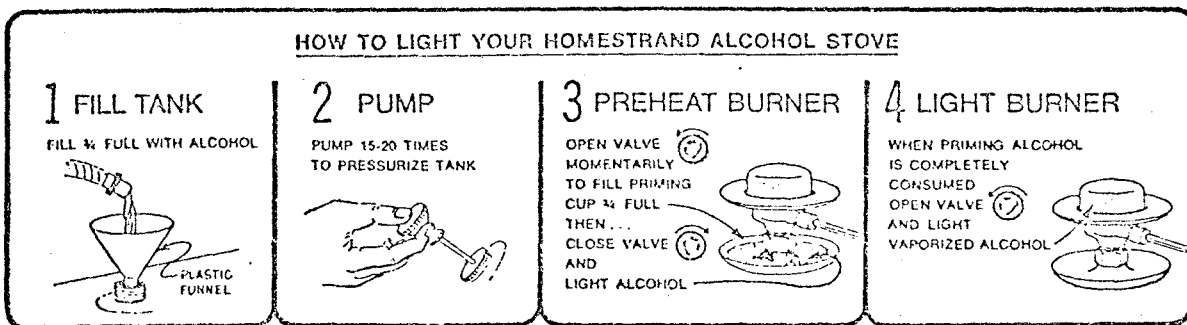 HOW TO LIGHT YOUR HOMESTRAND ALCOHOL STOVE
1 FILL TANK
FILL ¾ FULL WITH ALCOHOL
PLASTIC
FUNNEL
2 PUMP
PUMP 15-20 TIMES
TO PRESSURIZE TANK
3 PREHEAT BURNER
OPEN VALVE
MOMENTARILY
TO FILL PRIMING
CUP ¾ FULL
THEN...
CLOSE VALVE
AND
LIGHT ALCOHOL
4 LIGHT BURNER
WHEN PRIMING ALCOHOL
IS COMPLETELY
CONSUMED
OPEN VALVE
AND LIGHT
VAPORIZED ALCOHOL